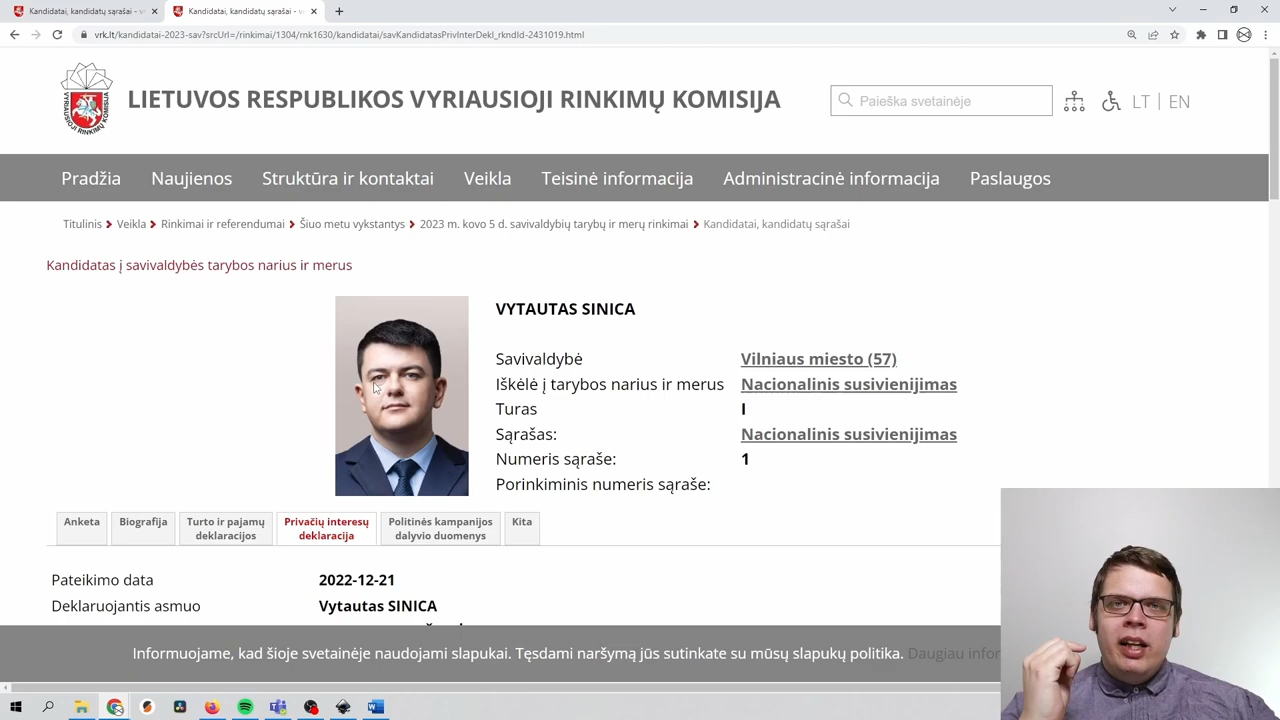 Kandidatai, kandidatų sąrašai - v
Kandidatai, kandidatų sąrašai - v
vrk.lt/kandidatai-2023-sav?srcUrl=/rinkimai/1304/rnk1630/kandidatai/savKandidatasPrivInterDekl_rkndId-2431019.html
VYRIAUSIOJI RINKIMŲ KOMISIJA
LIETUVOS RESPUBLIKOS VYRIAUSIOJI RINKIMŲ KOMISIJA
Paieška svetainėje
LT | EN
Pradžia Naujienos Struktūra ir kontaktai Veikla Teisinė informacija Administracinė informacija Paslaugos
Titulinis Veikla Rinkimai ir referendumai Šiuo metu vykstantys 2023 m. kovo 5 d. savivaldybių tarybų ir merų rinkimai Kandidatai, kandidatų sąrašai
Kandidatas į savivaldybės tarybos narius ir merus
VYTAUTAS SINICA
Savivaldybė Vilniaus miesto (57)
Iškėlė į tarybos narius ir merus Nacionalinis susivienijimas
Turas I
Sąrašas: Nacionalinis susivienijimas
Numeris sąraše: 1
Porinkiminis numeris sąraše:
Anketa
Biografija
Turto ir pajamų
deklaracijos
Privačių interesų
deklaracija
Politinės kampanijos
dalyvio duomenys
Kita
Pateikimo data 2022-12-21
Deklaruojantis asmuo Vytautas SINICA
Informuojame, kad šioje svetainėje naudojami slapukai. Tęsdami naršymą jūs sutinkate su mūsų slapukų politika. Daugiau infor